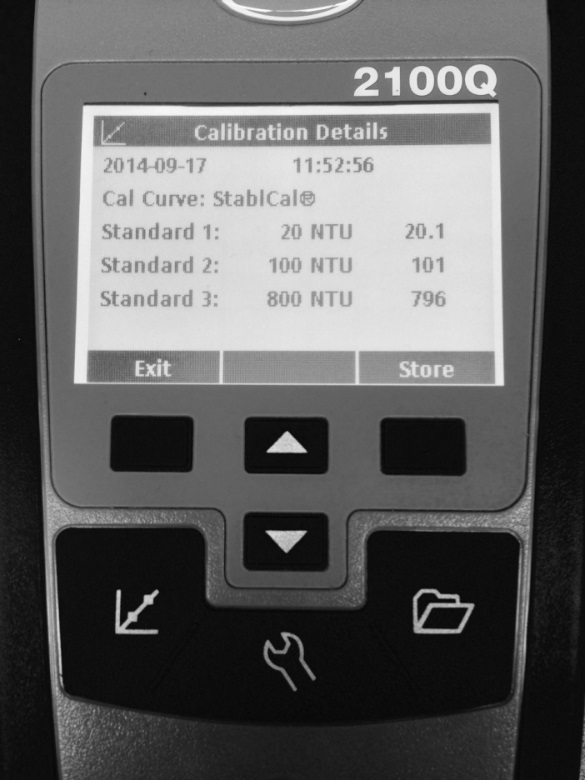 2100Q
Calibration Details
2014-09-17 11:52:56
Cal Curve: StablCal®
Standard 1: 20 NTU 20.1
Standard 2: 100 NTU 101
Standard 3: 800 NTU 796
Exit Store